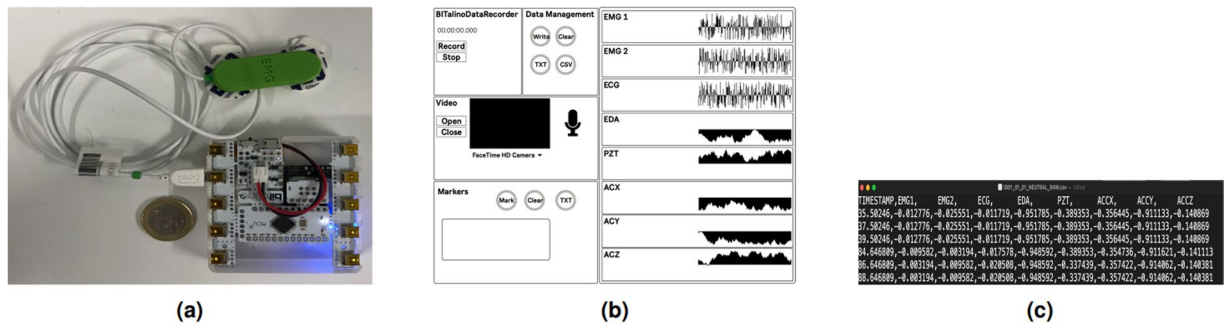 EMG
BITalinoDataRecorder
00:00:00.000
Record
Stop
Data Management
Write Clear
TXT CSV
Video
Open
Close
FaceTime HD Camera
Markers
Mark Clear TXT
EMG 1
EMG 2
ECG
EDA
PZT
ACX
ACY
ACZ
ID01_01_01_NEUTRAL_RAW.csv — Edited
TIMESTAMP,EMG1, EMG2, ECG, EDA, PZT, ACCX, ACCY, ACCZ
35.50246,-0.012776,-0.025551,-0.011719,-0.951785,-0.389353,-0.356445,-0.911133,-0.140869
37.50246,-0.012776,-0.025551,-0.011719,-0.951785,-0.389353,-0.356445,-0.911133,-0.140869
39.50246,-0.012776,-0.025551,-0.011719,-0.951785,-0.389353,-0.356445,-0.911133,-0.140869
84.646809,-0.009582,-0.003194,-0.017578,-0.948592,-0.389353,-0.354736,-0.911621,-0.141113
86.646809,-0.003194,-0.009582,-0.020508,-0.948592,-0.337439,-0.357422,-0.914062,-0.140381
88.646809,-0.003194,-0.009582,-0.020508,-0.948592,-0.337439,-0.357422,-0.914062,-0.140381
(a)
(b)
(c)